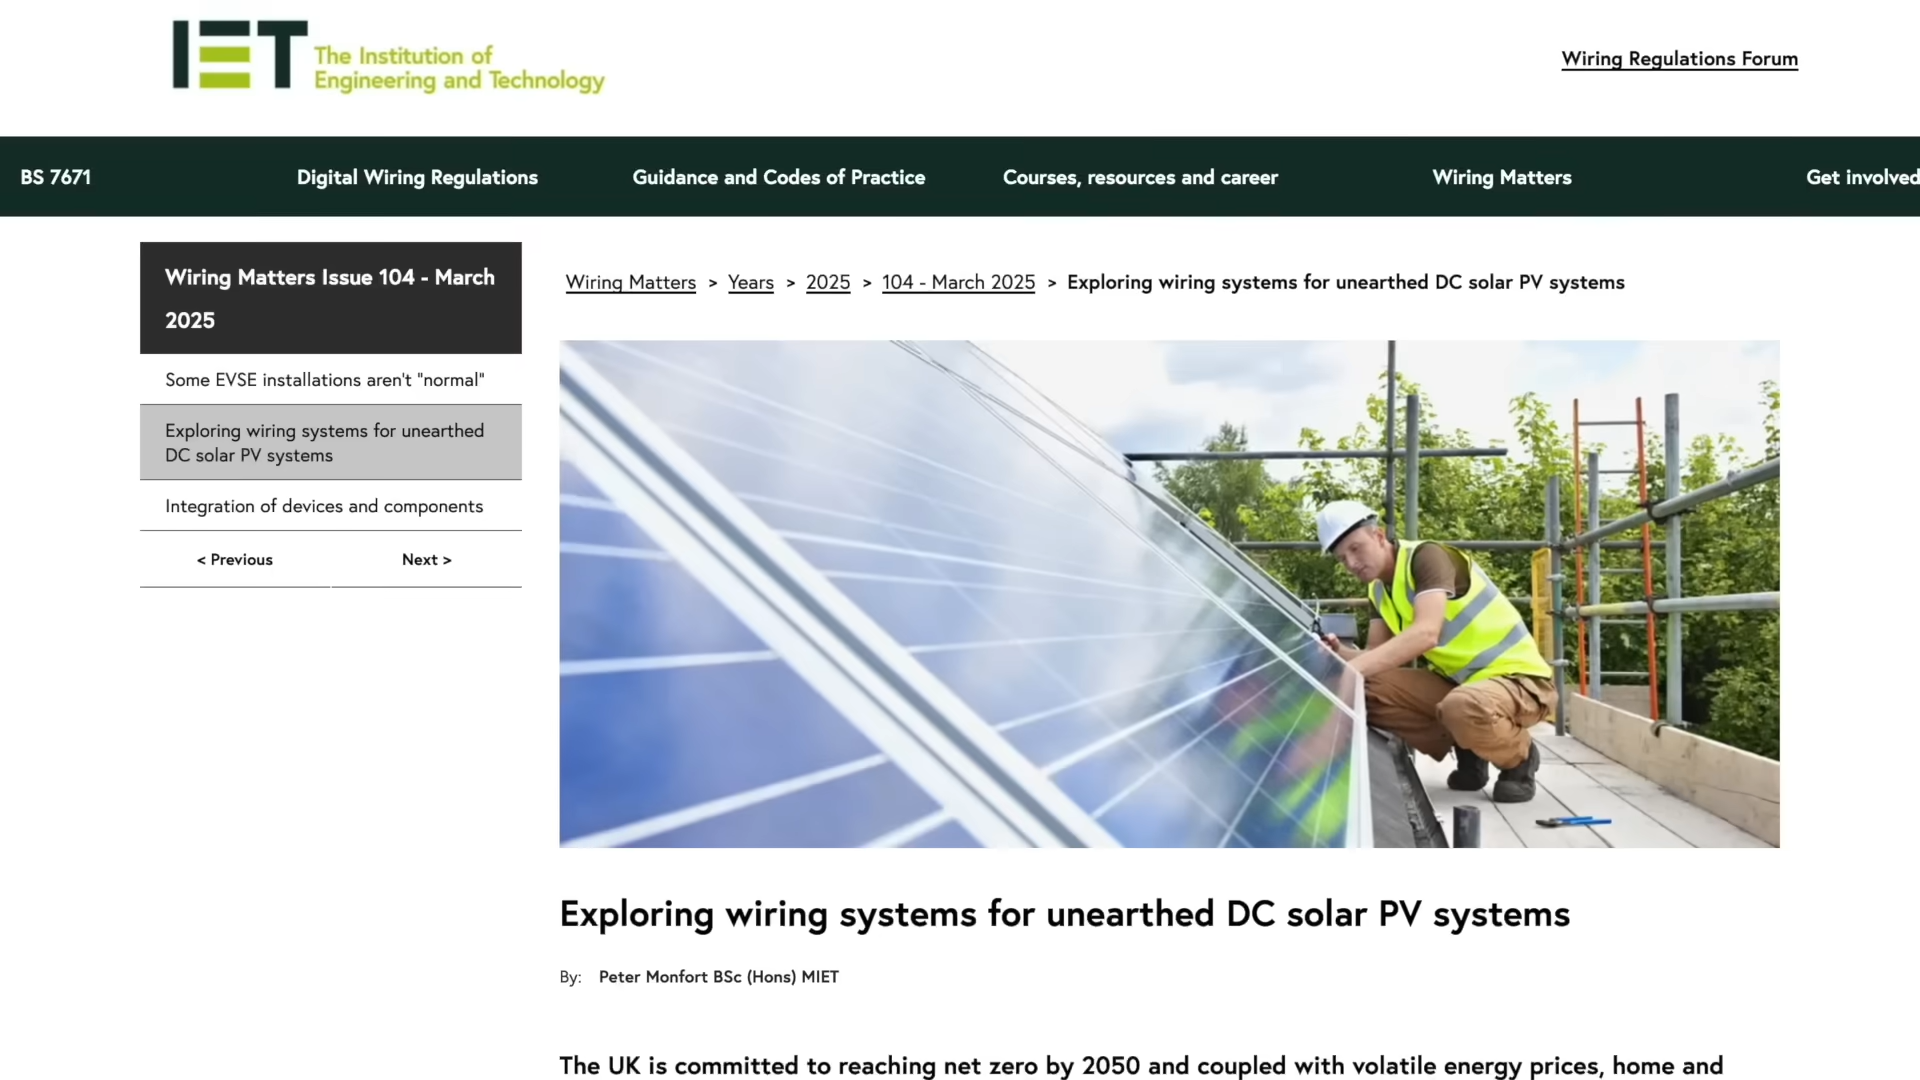 IET The Institution of
Engineering and Technology
Wiring Regulations Forum
BS 7671 Digital Wiring Regulations Guidance and Codes of Practice Courses, resources and career Wiring Matters Get involved
Wiring Matters Issue 104 - March
2025
Some EVSE installations aren't "normal"
Exploring wiring systems for unearthed
DC solar PV systems
Integration of devices and components
< Previous Next >
Wiring Matters > Years > 2025 > 104 - March 2025 > Exploring wiring systems for unearthed DC solar PV systems
Exploring wiring systems for unearthed DC solar PV systems
By: Peter Monfort BSc (Hons) MIET
The UK is committed to reaching net zero by 2050 and coupled with volatile energy prices, home and